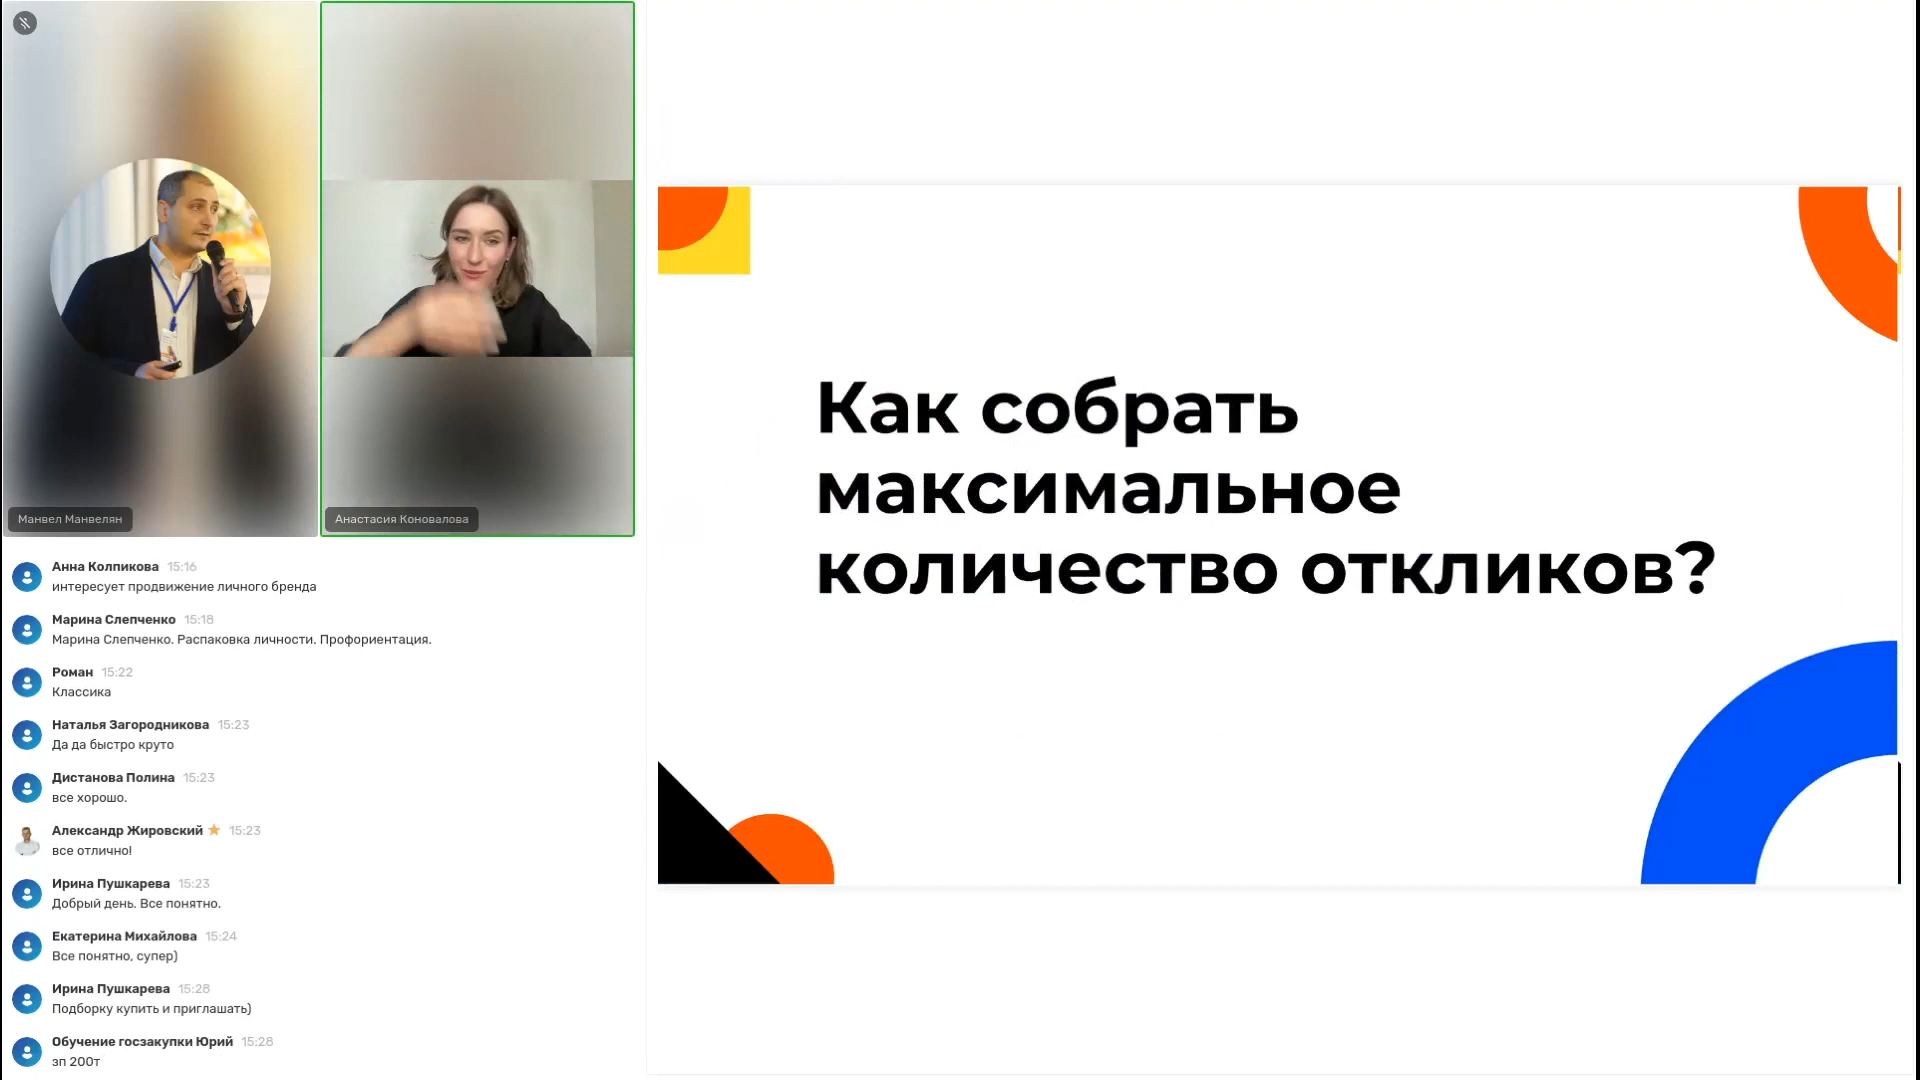 Манвел Манвелян
Анастасия Коновалова
Анна Колпикова 15:16
интересует продвижение личного бренда
Марина Слепченко 15:18
Марина Слепченко. Распаковка личности. Профориентация.
Роман 15:22
Классика
Наталья Загородникова 15:23
Да да быстро круто
Дистанова Полина 15:23
все хорошо.
Александр Жировский 15:23
все отлично!
Ирина Пушкарева 15:23
Добрый день. Все понятно.
Екатерина Михайлова 15:24
Все понятно, супер)
Ирина Пушкарева 15:28
Подборку купить и приглашать)
Обучение госзакупки Юрий 15:28
зп 200т
Как собрать
максимальное
количество откликов?